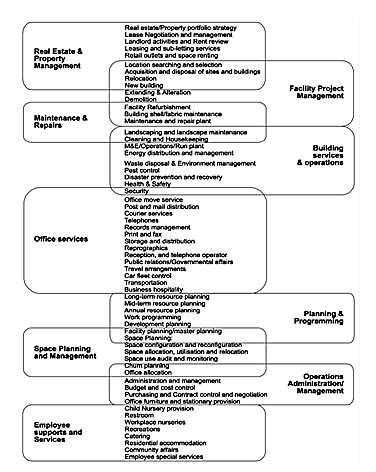 Real estate/Property portfolio strategy
Lease Negotiation and management
Landlord activities and Rent review
Leasing and sub-letting services
Retail outlets and space renting
Real Estate &
Property
Management
Location searching and selection
Acquisition and disposal of sites and buildings
Relocation
New building
Extending & Alteration
Demolition
Facility Project
Management
Facility Refurbishment
Building shell/fabric maintenance
Maintenance and repair plant
Maintenance &
Repairs
Landscaping and landscape maintenance
Cleaning and Housekeeping
M&E/Operations/Run plant
Energy distribution and management
Waste disposal & Environment management
Pest control
Disaster prevention and recovery
Health & Safety
Security
Building
services
& operations
Office move service
Post and mail distribution
Courier services
Telephones
Records management
Print and fax
Storage and distribution
Reprographics
Reception, and telephone operator
Public relations/Governmental affairs
Travel arrangements
Car fleet control
Transportation
Business hospitality
Office services
Long-term resource planning
Mid-term resource planning
Annual resource planning
Work programming
Development planning
Planning &
Programming
Facility planning/master planning
Space Planning:
Space configuration and reconfiguration
Space allocation, utilisation and relocation
Space use audit and monitoring
Churn planning
Office allocation
Space Planning
and Management
Administration and management
Budget and cost control
Purchasing and Contract control and negotiation
Office furniture and stationary provision
Operations
Administration/
Management
Child Nursery provision
Restroom
Workplace nurseries
Recreations
Catering
Residential accommodation
Community affairs
Employee special services
Employee
supports and
Services